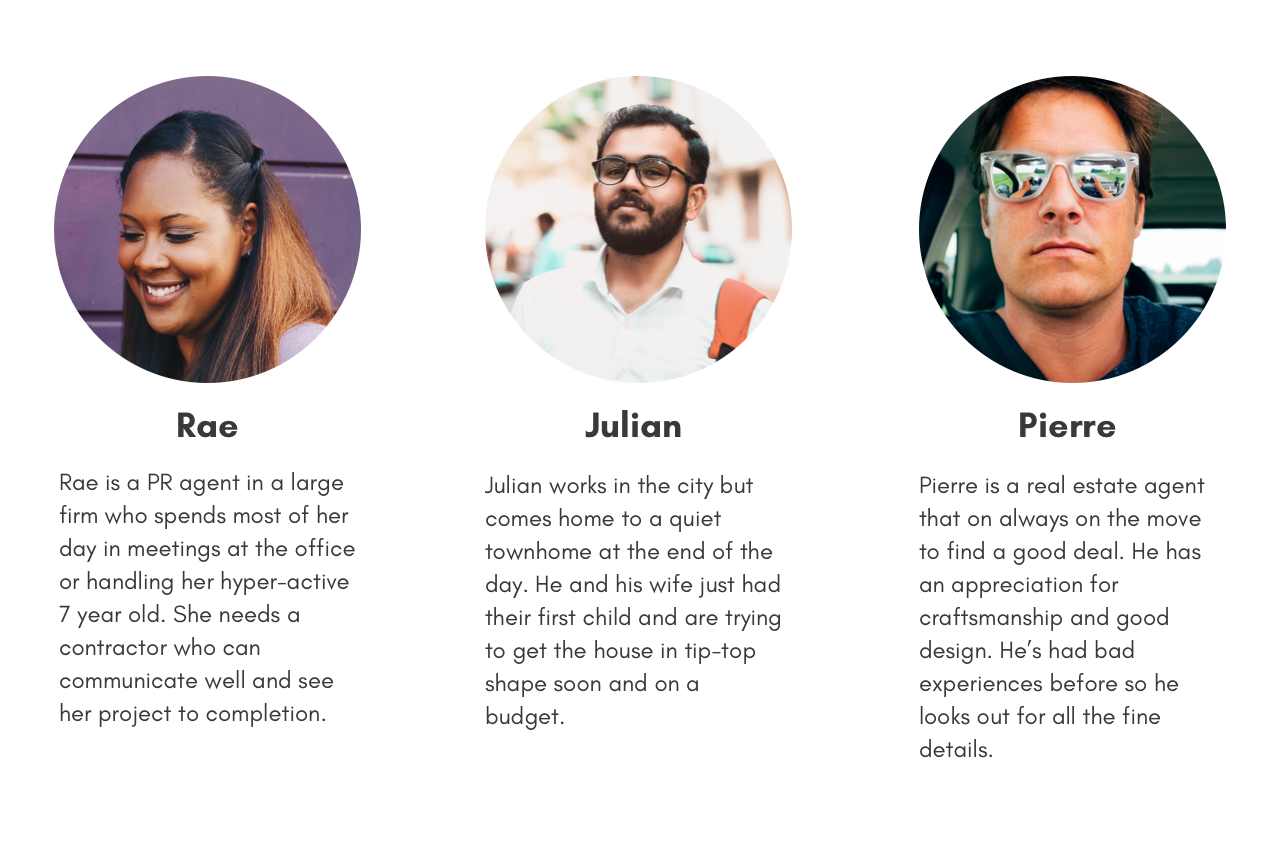 Rae
Rae is a PR agent in a large
firm who spends most of her
day in meetings at the office
or handling her hyper-active
7 year old. She needs a
contractor who can
communicate well and see
her project to completion.
Julian
Julian works in the city but
comes home to a quiet
townhome at the end of the
day. He and his wife just had
their first child and are trying
to get the house in tip-top
shape soon and on a
budget.
Pierre
Pierre is a real estate agent
that on always on the move
to find a good deal. He has
an appreciation for
craftsmanship and good
design. He’s had bad
experiences before so he
looks out for all the fine
details.